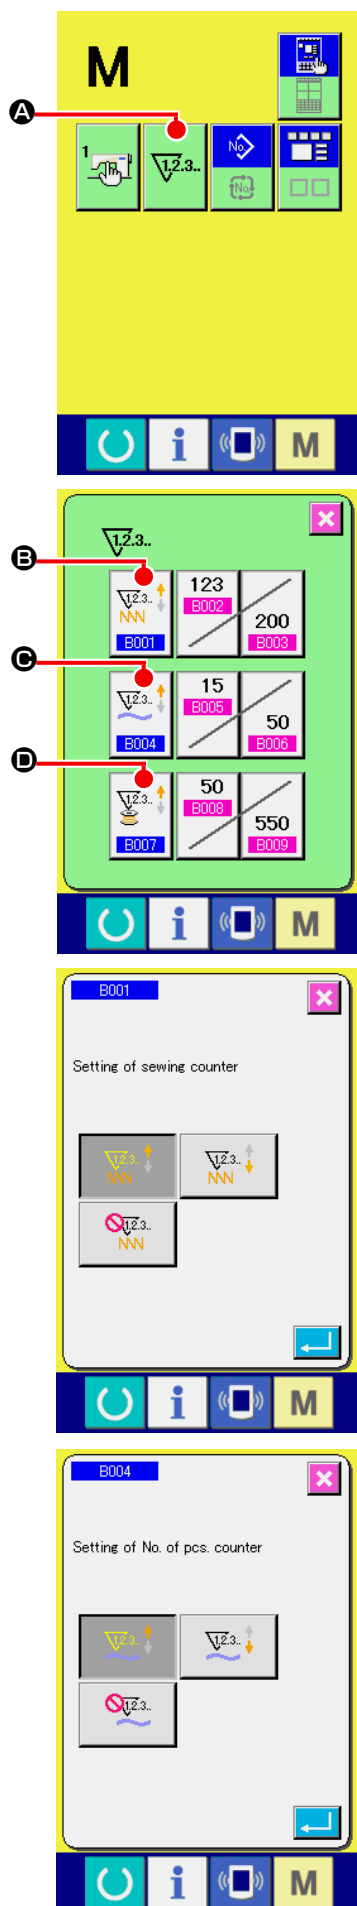 M
A
1
1.2.3..
No.
No.
i
M
1.2.3..
B
1.2.3..
B001
123
B002
200
B003
C
1.2.3..
B004
15
B005
50
B006
D
1.2.3..
B007
50
B008
550
B009
i
M
B001
Setting of sewing counter
1.2.3..
1.2.3..
1.2.3..
i
M
B004
Setting of No. of pcs. counter
1.2.3..
1.2.3..
1.2.3..
i
M